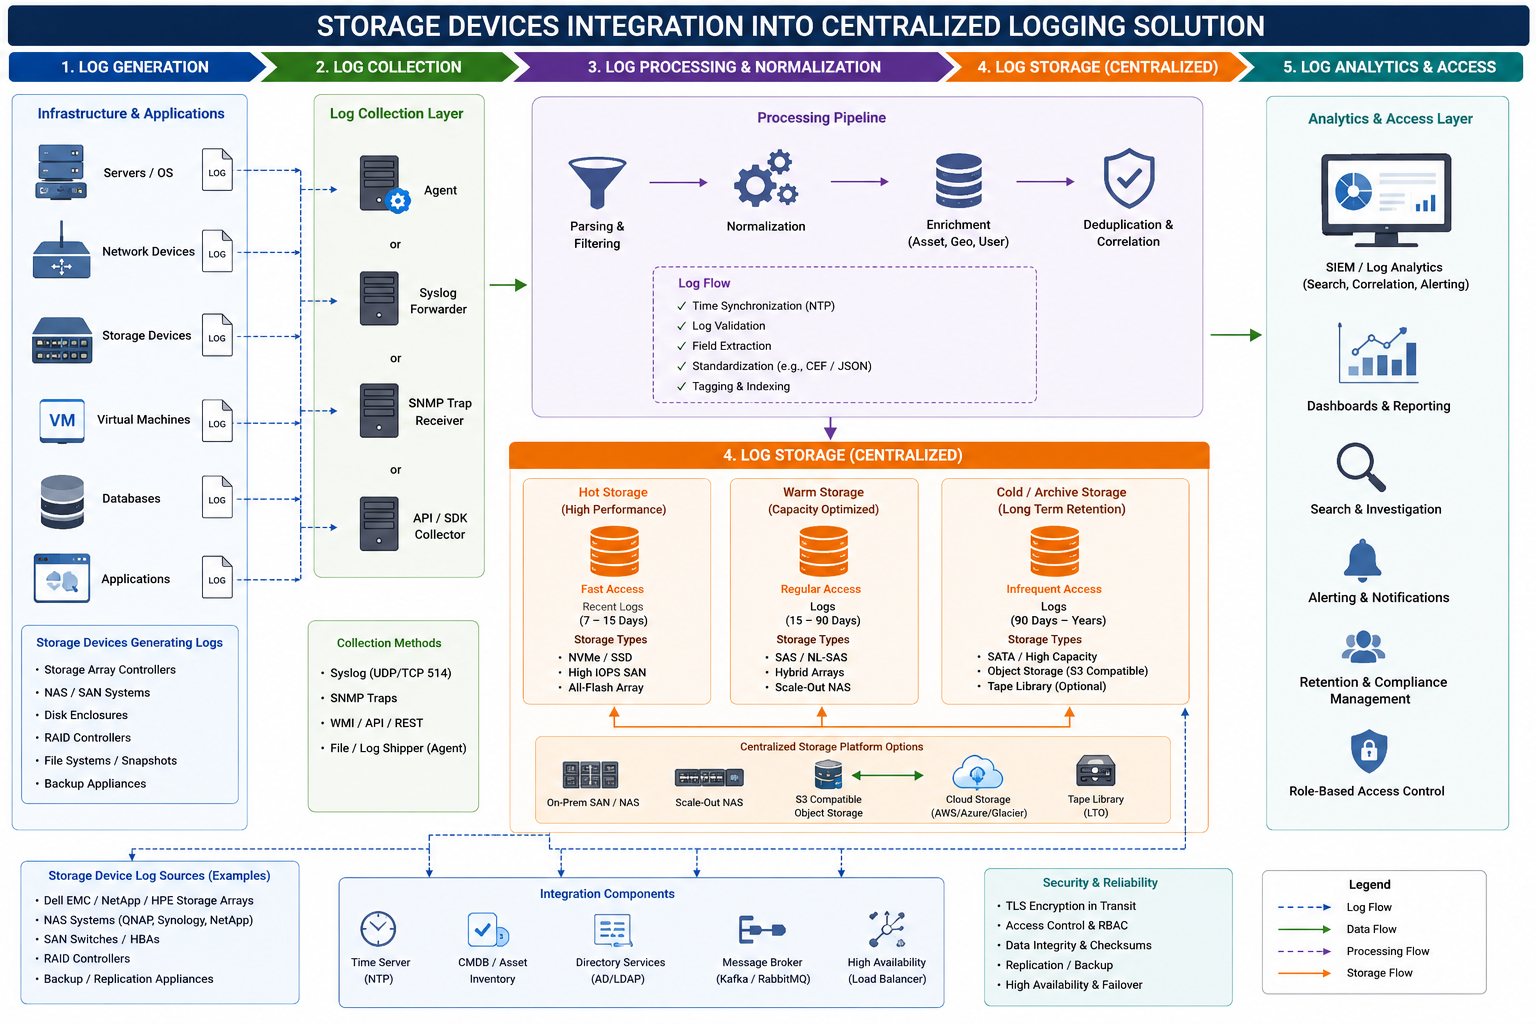 STORAGE DEVICES INTEGRATION INTO CENTRALIZED LOGGING SOLUTION
1. LOG GENERATION
2. LOG COLLECTION
3. LOG PROCESSING & NORMALIZATION
4. LOG STORAGE (CENTRALIZED)
5. LOG ANALYTICS & ACCESS
Infrastructure & Applications
Servers / OS
LOG
Network Devices
LOG
Storage Devices
LOG
VM
Virtual Machines
LOG
Databases
LOG
Applications
LOG
Storage Devices Generating Logs
• Storage Array Controllers
• NAS / SAN Systems
• Disk Enclosures
• RAID Controllers
• File Systems / Snapshots
• Backup Appliances
Log Collection Layer
Agent
or
Syslog
Forwarder
or
SNMP Trap
Receiver
or
API / SDK
Collector
Collection Methods
• Syslog (UDP/TCP 514)
• SNMP Traps
• WMI / API / REST
• File / Log Shipper (Agent)
Processing Pipeline
Parsing &
Filtering
Normalization
Enrichment
(Asset, Geo, User)
Deduplication &
Correlation
Log Flow
✓ Time Synchronization (NTP)
✓ Log Validation
✓ Field Extraction
✓ Standardization (e.g., CEF / JSON)
✓ Tagging & Indexing
4. LOG STORAGE (CENTRALIZED)
Hot Storage
(High Performance)
Fast Access
Recent Logs
(7 – 15 Days)
Storage Types
• NVMe / SSD
• High IOPS SAN
• All-Flash Array
Warm Storage
(Capacity Optimized)
Regular Access
Logs
(15 – 90 Days)
Storage Types
• SAS / NL-SAS
• Hybrid Arrays
• Scale-Out NAS
Cold / Archive Storage
(Long Term Retention)
Infrequent Access
Logs
(90 Days – Years)
Storage Types
• SATA / High Capacity
• Object Storage (S3 Compatible)
• Tape Library (Optional)
Centralized Storage Platform Options
On-Prem SAN / NAS
Scale-Out NAS
S3 Compatible
Object Storage
Cloud Storage
(AWS/Azure/Glacier)
Tape Library
(LTO)
Analytics & Access Layer
SIEM / Log Analytics
(Search, Correlation, Alerting)
Dashboards & Reporting
Search & Investigation
Alerting & Notifications
Retention & Compliance
Management
Role-Based Access Control
Storage Device Log Sources (Examples)
• Dell EMC / NetApp / HPE Storage Arrays
• NAS Systems (QNAP, Synology, NetApp)
• SAN Switches / HBAs
• RAID Controllers
• Backup / Replication Appliances
Integration Components
Time Server
(NTP)
CMDB / Asset
Inventory
Directory Services
(AD/LDAP)
Message Broker
(Kafka / RabbitMQ)
High Availability
(Load Balancer)
Security & Reliability
• TLS Encryption in Transit
• Access Control & RBAC
• Data Integrity & Checksums
• Replication / Backup
• High Availability & Failover
Legend
Log Flow
Data Flow
Processing Flow
Storage Flow